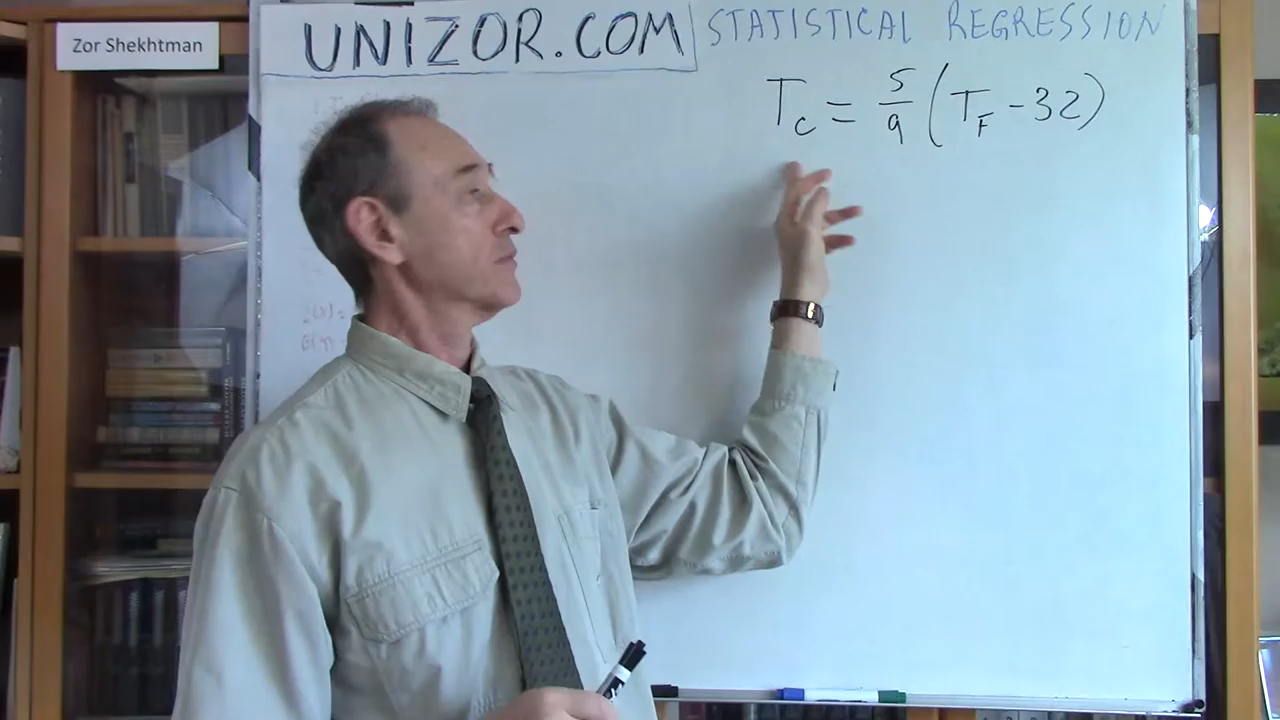 Zor Shekhtman
UNIZOR.COM
STATISTICAL REGRESSION
T_C = 5/9 (T_F - 32)